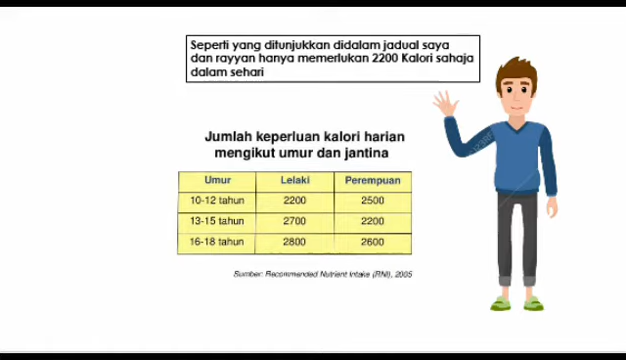 Seperti yang ditunjukkan didalam jadual saya
dan rayyan hanya memerlukan 2200 Kalori sahaja
dalam sehari
Jumlah keperluan kalori harian
mengikut umur dan jantina
Umur Lelaki Perempuan
10-12 tahun 2200 2500
13-15 tahun 2700 2200
16-18 tahun 2800 2600
Sumber: Recommended Nutrient Intake (RNI), 2005